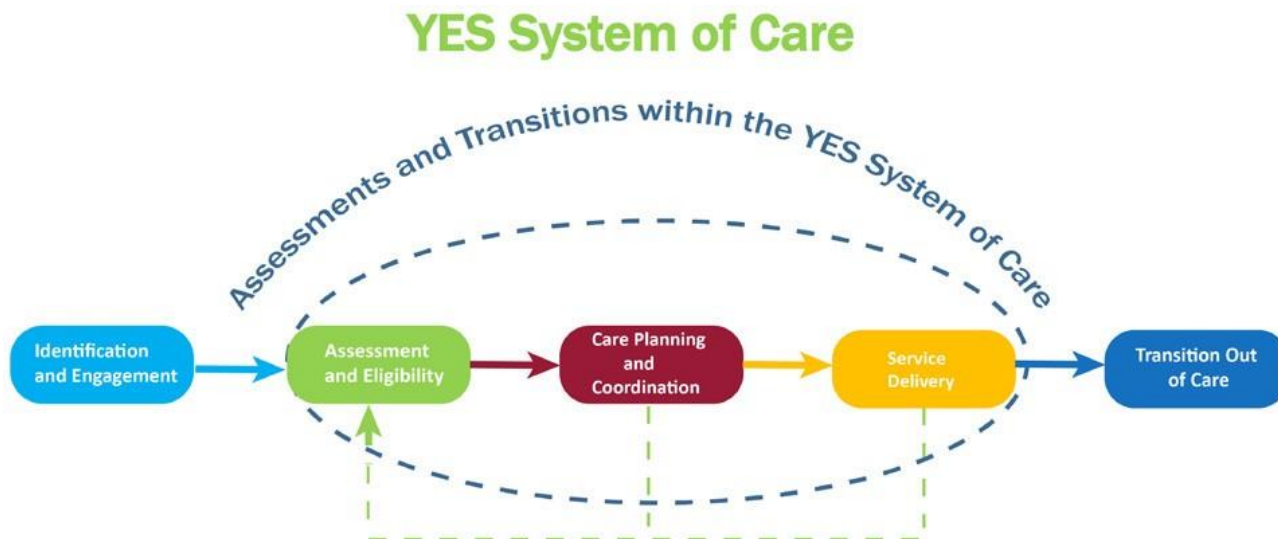 YES System of Care
Assessments and Transitions within the YES System of Care
Identification
and Engagement
Assessment
and Eligibility
Care Planning
and
Coordination
Service
Delivery
Transition Out
of Care